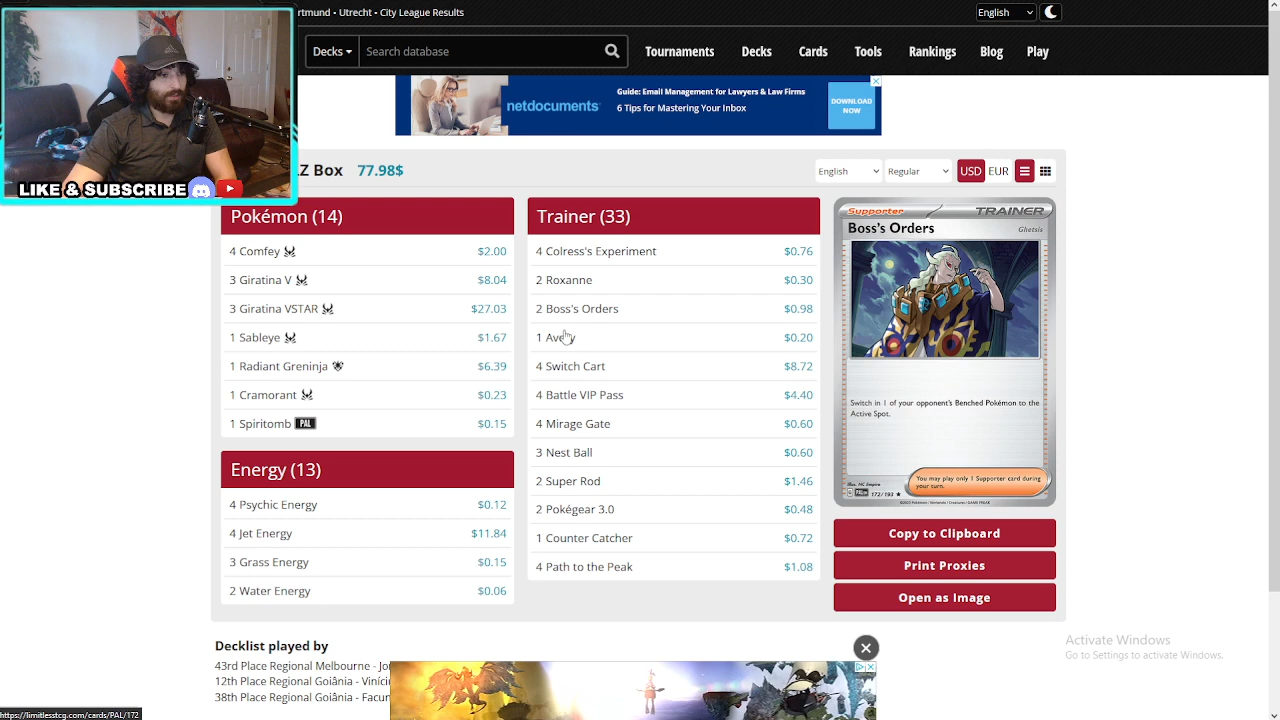 rtmund - Utrecht - City League Results
English
Decks
Search database
Tournaments
Decks
Cards
Tools
Rankings
Blog
Play
LIKE & SUBSCRIBE
netdocuments
Guide: Email Management for Lawyers & Law Firms
6 Tips for Mastering Your Inbox
DOWNLOAD
NOW
Z Box 77.98$
English
Regular
USD
EUR
Pokémon (14)
4 Comfey $2.00
3 Giratina V $8.04
3 Giratina VSTAR $27.03
1 Sableye $1.67
1 Radiant Greninja $6.39
1 Cramorant $0.23
1 Spiritomb PAL $0.15
Energy (13)
4 Psychic Energy $0.12
4 Jet Energy $11.84
3 Grass Energy $0.15
2 Water Energy $0.06
Trainer (33)
4 Colress's Experiment $0.76
2 Roxanne $0.30
2 Boss's Orders $0.98
1 Avery $0.20
4 Switch Cart $8.72
4 Battle VIP Pass $4.40
4 Mirage Gate $0.60
3 Nest Ball $0.60
2 Super Rod $1.46
2 Pokégear 3.0 $0.48
1 Counter Catcher $0.72
4 Path to the Peak $1.08
Supporter TRAINER
Boss's Orders Ghetsis
Switch in 1 of your opponent's Benched Pokémon to the
Active Spot.
You may play only 1 Supporter card during
your turn.
172/193
Copy to Clipboard
Print Proxies
Open as Image
Decklist played by
43rd Place Regional Melbourne - Jo
12th Place Regional Goiânia - Viníci
38th Place Regional Goiânia - Facun
Activate Windows
Go to Settings to activate Windows.
https://limitlesstcg.com/cards/PAL/172